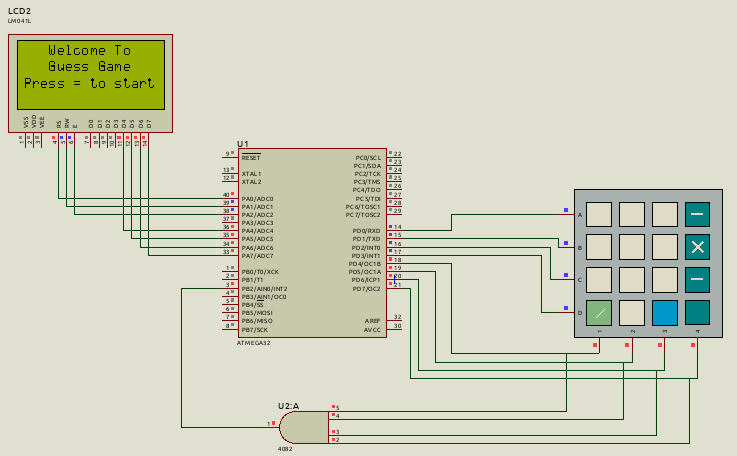 LCD2
LM041L
Welcome To
Guess Game
Press = to start
VSS
VDD
VEE
RS
RW
E
D0
D1
D2
D3
D4
D5
D6
D7
1
2
3
4
5
6
7
8
9
10
11
12
13
14
U1
9 RESET
13 XTAL1
12 XTAL2
40 PA0/ADC0
39 PA1/ADC1
38 PA2/ADC2
37 PA3/ADC3
36 PA4/ADC4
35 PA5/ADC5
34 PA6/ADC6
33 PA7/ADC7
1 PB0/T0/XCK
2 PB1/T1
3 PB2/AIN0/INT2
4 PB3/AIN1/OC0
5 PB4/SS
6 PB5/MOSI
7 PB6/MISO
8 PB7/SCK
PC0/SCL 22
PC1/SDA 23
PC2/TCK 24
PC3/TMS 25
PC4/TDO 26
PC5/TDI 27
PC6/TOSC1 28
PC7/TOSC2 29
PD0/RXD 14
PD1/TXD 15
PD2/INT0 16
PD3/INT1 17
PD4/OC1B 18
PD5/OC1A 19
PD6/ICP1 20
PD7/OC2 21
AREF 32
AVCC 30
ATMEGA32
A
B
C
D
1
2
3
4
U2:A
1
5
4
3
2
4082